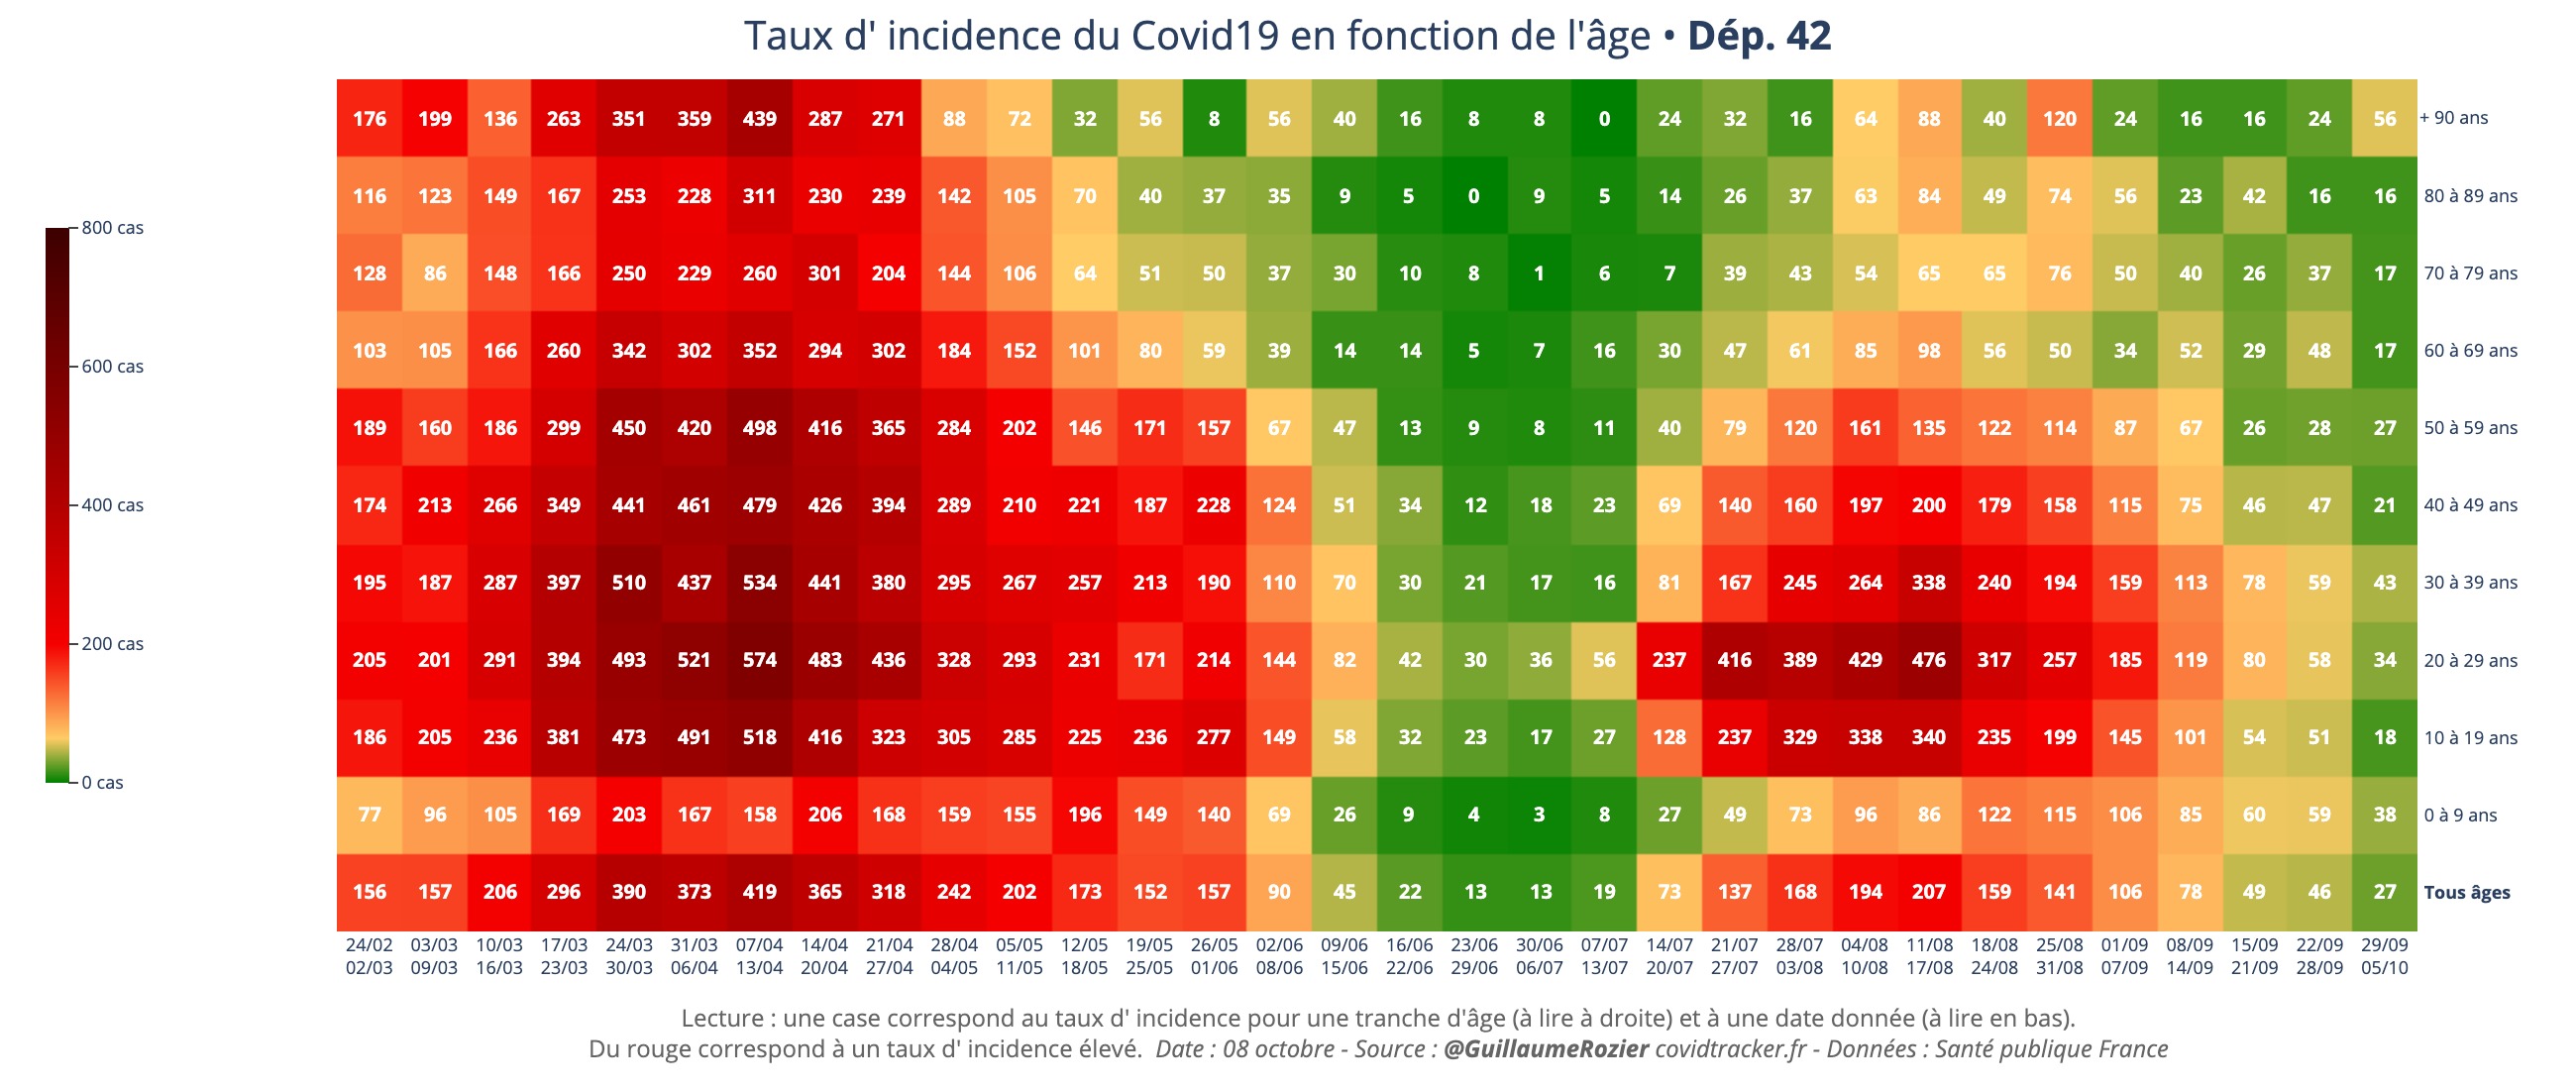 Taux d' incidence du Covid19 en fonction de l'âge • Dép. 42
176 199 136 263 351 359 439 287 271 88 72 32 56 8 56 40 16 8 8 0 24 32 16 64 88 40 120 24 16 16 24 56 + 90 ans
116 123 149 167 253 228 311 230 239 142 105 70 40 37 35 9 5 0 9 5 14 26 37 63 84 49 74 56 23 42 16 16 80 à 89 ans
800 cas
128 86 148 166 250 229 260 301 204 144 106 64 51 50 37 30 10 8 1 6 7 39 43 54 65 65 76 50 40 26 37 17 70 à 79 ans
103 105 166 260 342 302 352 294 302 184 152 101 80 59 39 14 14 5 7 16 30 47 61 85 98 56 50 34 52 29 48 17 60 à 69 ans
600 cas
189 160 186 299 450 420 498 416 365 284 202 146 171 157 67 47 13 9 8 11 40 79 120 161 135 122 114 87 67 26 28 27 50 à 59 ans
400 cas
174 213 266 349 441 461 479 426 394 289 210 221 187 228 124 51 34 12 18 23 69 140 160 197 200 179 158 115 75 46 47 21 40 à 49 ans
195 187 287 397 510 437 534 441 380 295 267 257 213 190 110 70 30 21 17 16 81 167 245 264 338 240 194 159 113 78 59 43 30 à 39 ans
200 cas
205 201 291 394 493 521 574 483 436 328 293 231 171 214 144 82 42 30 36 56 237 416 389 429 476 317 257 185 119 80 58 34 20 à 29 ans
186 205 236 381 473 491 518 416 323 305 285 225 236 277 149 58 32 23 17 27 128 237 329 338 340 235 199 145 101 54 51 18 10 à 19 ans
0 cas
77 96 105 169 203 167 158 206 168 159 155 196 149 140 69 26 9 4 3 8 27 49 73 96 86 122 115 106 85 60 59 38 0 à 9 ans
156 157 206 296 390 373 419 365 318 242 202 173 152 157 90 45 22 13 13 19 73 137 168 194 207 159 141 106 78 49 46 27 Tous âges
24/02 03/03 10/03 17/03 24/03 31/03 07/04 14/04 21/04 28/04 05/05 12/05 19/05 26/05 02/06 09/06 16/06 23/06 30/06 07/07 14/07 21/07 28/07 04/08 11/08 18/08 25/08 01/09 08/09 15/09 22/09 29/09
02/03 09/03 16/03 23/03 30/03 06/04 13/04 20/04 27/04 04/05 11/05 18/05 25/05 01/06 08/06 15/06 22/06 29/06 06/07 13/07 20/07 27/07 03/08 10/08 17/08 24/08 31/08 07/09 14/09 21/09 28/09 05/10
Lecture : une case correspond au taux d' incidence pour une tranche d'âge (à lire à droite) et à une date donnée (à lire en bas).
Du rouge correspond à un taux d' incidence élevé. Date : 08 octobre - Source : @GuillaumeRozier covidtracker.fr - Données : Santé publique France